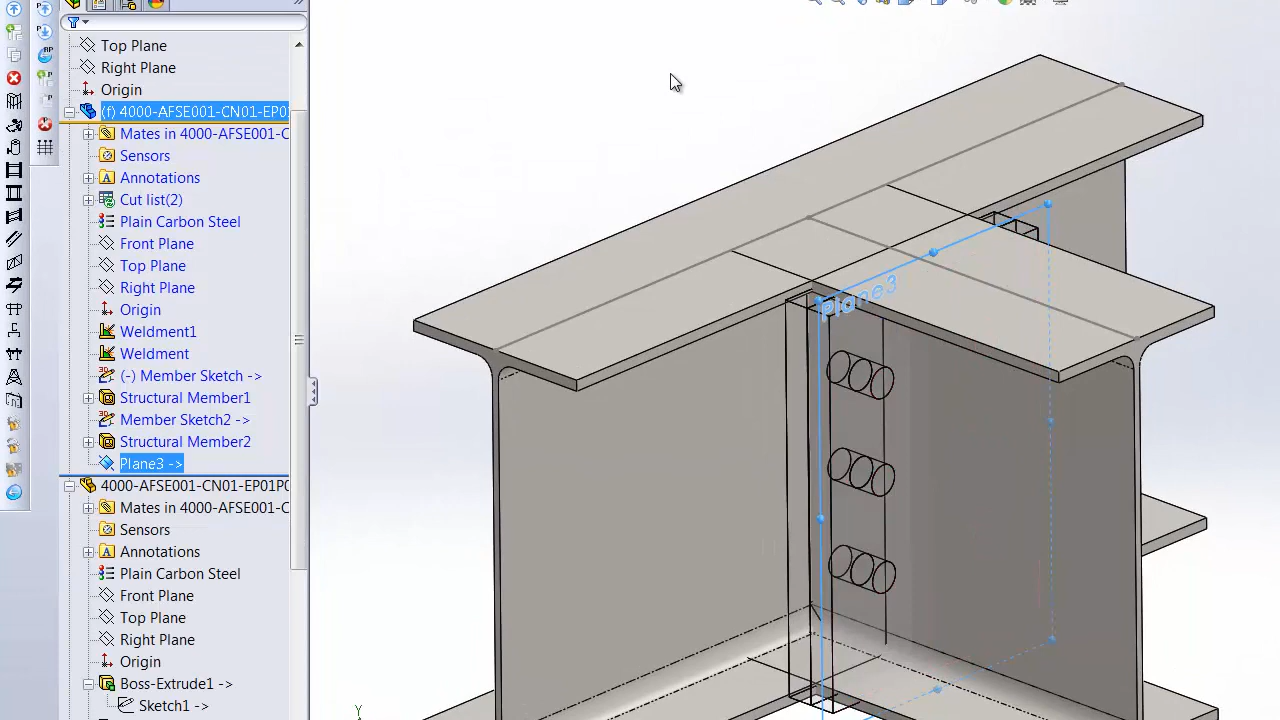 Top Plane
Right Plane
Origin
(f) 4000-AFSE001-CN01-EP01
Mates in 4000-AFSE001-C
Sensors
Annotations
Cut list(2)
Plain Carbon Steel
Front Plane
Top Plane
Right Plane
Origin
Weldment1
Weldment
(-) Member Sketch ->
Structural Member1
Member Sketch2 ->
Structural Member2
Plane3 ->
4000-AFSE001-CN01-EP01P0
Mates in 4000-AFSE001-C
Sensors
Annotations
Plain Carbon Steel
Front Plane
Top Plane
Right Plane
Origin
Boss-Extrude1 ->
Sketch1 ->
Plane3
Y